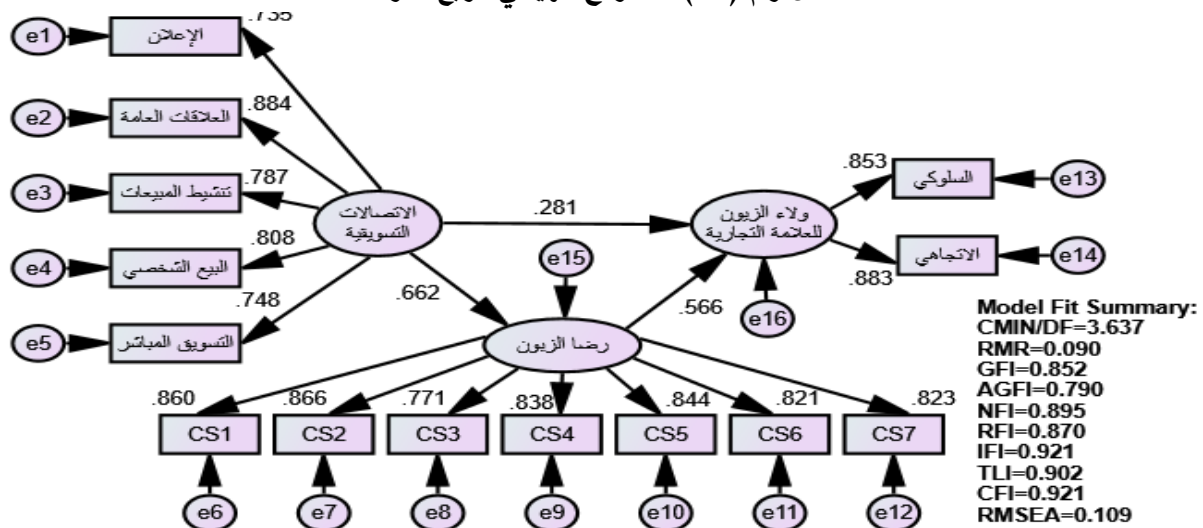 .735
e1
الإعلان
e2
العلاقات العامة
.884
e3
تنشيط المبيعات
.787
e4
البيع الشخصي
.808
e5
التسويق المباشر
.748
الاتصالات
التسويقية
.281
ولاء الزبون
للعلامة التجارية
.853
السلوكي
e13
الاتجاهي
e14
.883
e15
.662
.566
e16
رضا الزبون
.860
.866
.771
.838
.844
.821
.823
CS1
CS2
CS3
CS4
CS5
CS6
CS7
e6
e7
e8
e9
e10
e11
e12
Model Fit Summary:
CMIN/DF=3.637
RMR=0.090
GFI=0.852
AGFI=0.790
NFI=0.895
RFI=0.870
IFI=0.921
TLI=0.902
CFI=0.921
RMSEA=0.109